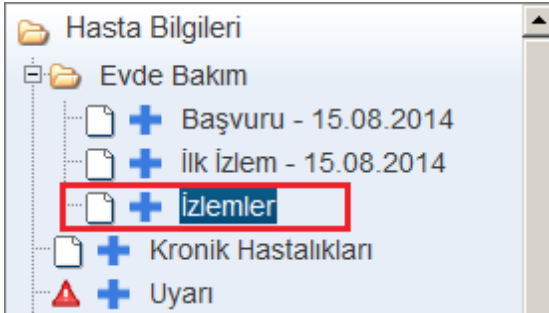 Hasta Bilgileri
Evde Bakım
Başvuru - 15.08.2014
İlk İzlem - 15.08.2014
İzlemler
Kronik Hastalıkları
Uyarı